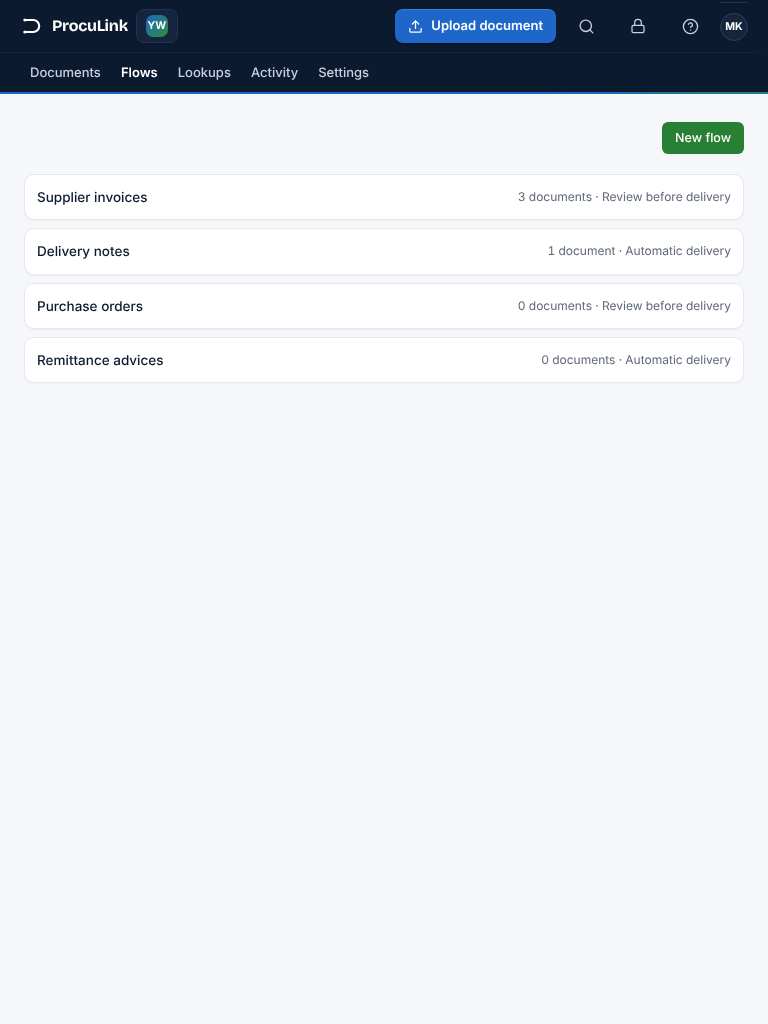 ProcuLink YW Upload document MK
Documents Flows Lookups Activity Settings
New flow
Supplier invoices 3 documents · Review before delivery
Delivery notes 1 document · Automatic delivery
Purchase orders 0 documents · Review before delivery
Remittance advices 0 documents · Automatic delivery